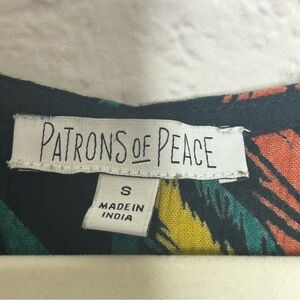 PATRONS OF PEACE
S
MADE IN
INDIA